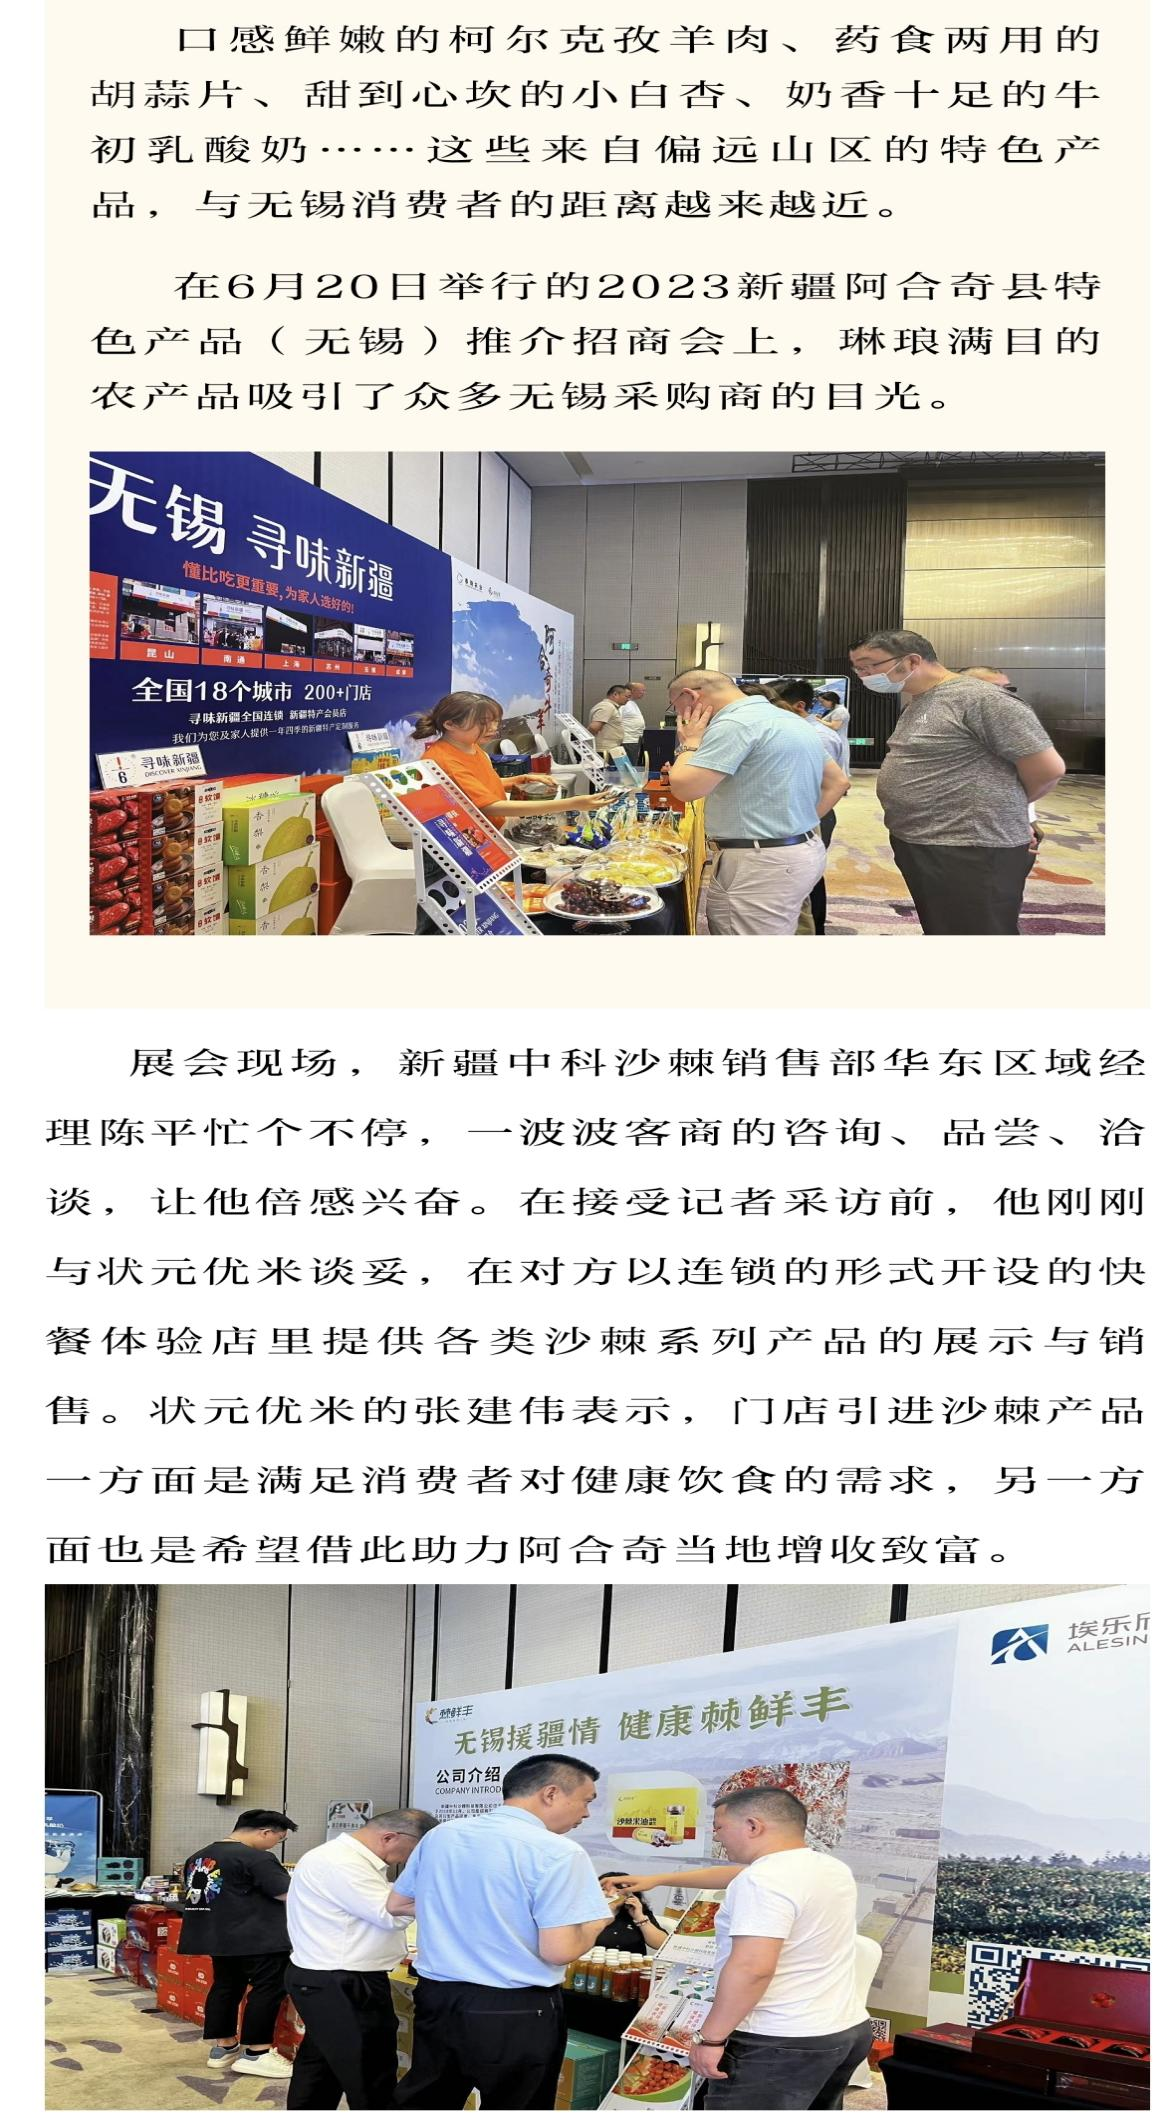 口感鲜嫩的柯尔克孜羊肉、药食两用的
胡蒜片、甜到心坎的小白杏、奶香十足的牛
初乳酸奶……这些来自偏远山区的特色产
品，与无锡消费者的距离越来越近。
在6月20日举行的2023新疆阿合奇县特
色产品（无锡）推介招商会上，琳琅满目的
农产品吸引了众多无锡采购商的目光。
无锡 寻味新疆
懂比吃更重要,为家人选好的!
昆山
南通
上海
苏州
全国18个城市 200+门店
寻味新疆全国连锁 新疆特产会员店
我们为您及家人提供一年四季的新疆特产定制服务
寻味新疆
DISCOVER XINJIANG
寻味新疆
香梨
香梨
寻味新疆
展会现场，新疆中科沙棘销售部华东区域经
理陈平忙个不停，一波波客商的咨询、品尝、洽
谈，让他倍感兴奋。在接受记者采访前，他刚刚
与状元优米谈妥，在对方以连锁的形式开设的快
餐体验店里提供各类沙棘系列产品的展示与销
售。状元优米的张建伟表示，门店引进沙棘产品
一方面是满足消费者对健康饮食的需求，另一方
面也是希望借此助力阿合奇当地增收致富。
棘鲜丰
无锡援疆情 健康棘鲜丰
公司介绍
COMPANY INTRODU
沙棘果油
埃乐欣
ALESIN